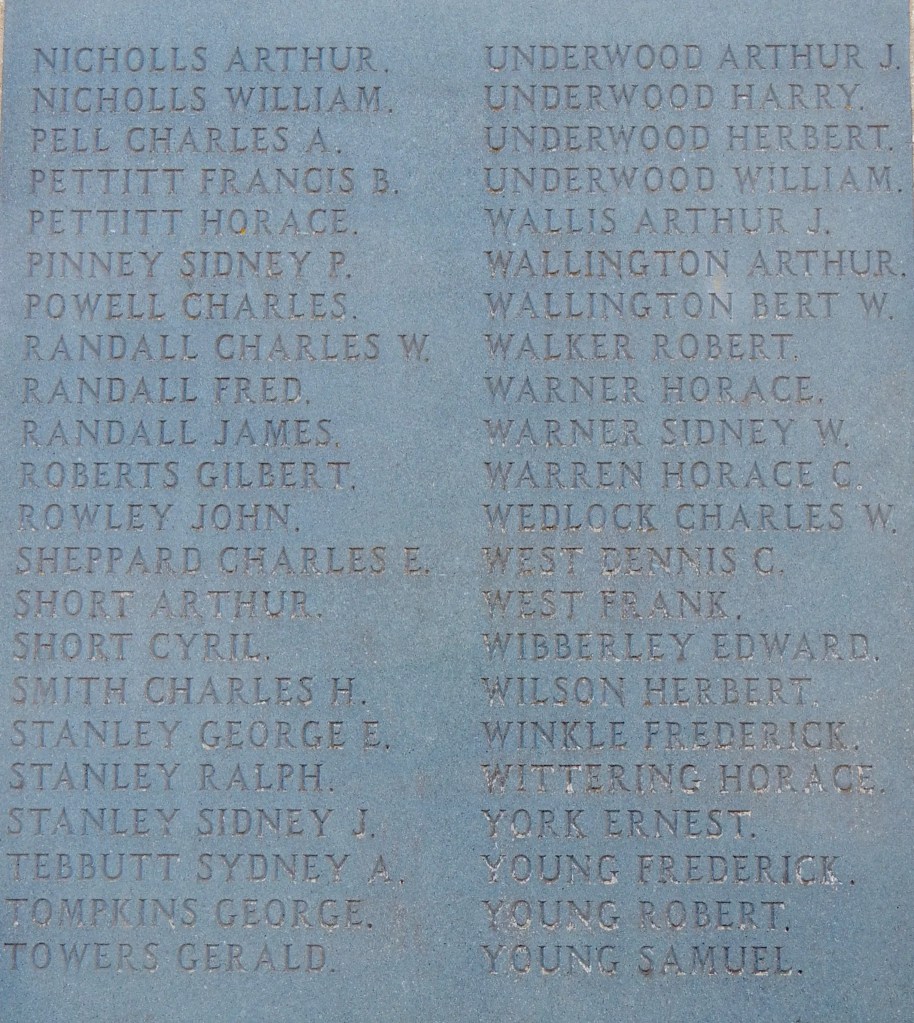 NICHOLLS ARTHUR.
NICHOLLS WILLIAM.
PELL CHARLES A.
PETTITT FRANCIS B.
PETTITT HORACE.
PINNEY SIDNEY P.
POWELL CHARLES.
RANDALL CHARLES W.
RANDALL FRED.
RANDALL JAMES.
ROBERTS GILBERT.
ROWLEY JOHN.
SHEPPARD CHARLES E.
SHORT ARTHUR.
SHORT CYRIL.
SMITH CHARLES H.
STANLEY GEORGE E.
STANLEY RALPH.
STANLEY SIDNEY J.
TEBBUTT SYDNEY A.
TOMPKINS GEORGE.
TOWERS GERALD.
UNDERWOOD ARTHUR J.
UNDERWOOD HARRY.
UNDERWOOD HERBERT.
UNDERWOOD WILLIAM.
WALLIS ARTHUR J.
WALLINGTON ARTHUR.
WALLINGTON BERT W.
WALKER ROBERT.
WARNER HORACE.
WARNER SIDNEY W.
WARREN HORACE C.
WEDLOCK CHARLES W.
WEST DENNIS C.
WEST FRANK.
WIBBERLEY EDWARD.
WILSON HERBERT.
WINKLE FREDERICK.
WITTERING HORACE.
YORK ERNEST.
YOUNG FREDERICK.
YOUNG ROBERT.
YOUNG SAMUEL.